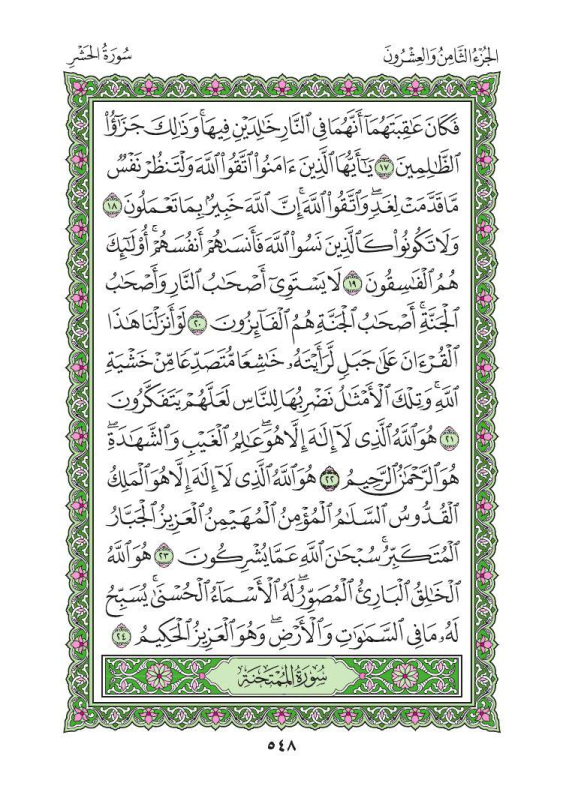 الجُزْءُ الثَّامِنُ وَالعِشْرُونَ
سُورَةُ الحَشْرِ
فَكَانَ عَٰقِبَتَهُمَآ أَنَّهُمَا فِي ٱلنَّارِ خَٰلِدَيْنِ فِيهَاۚ وَذَٰلِكَ جَزَٰٓؤُا۟
ٱلظَّٰلِمِينَ ١٧ يَٰٓأَيُّهَا ٱلَّذِينَ ءَامَنُوا۟ ٱتَّقُوا۟ ٱللَّهَ وَلْتَنظُرْ نَفْسٌ
مَّا قَدَّمَتْ لِغَدٍۖ وَٱتَّقُوا۟ ٱللَّهَۚ إِنَّ ٱللَّهَ خَبِيرٌۢ بِمَا تَعْمَلُونَ ١٨
وَلَا تَكُونُوا۟ كَٱلَّذِينَ نَسُوا۟ ٱللَّهَ فَأَنسَىٰهُمْ أَنفُسَهُمْۚ أُو۟لَٰٓئِكَ
هُمُ ٱلْفَٰسِقُونَ ١٩ لَا يَسْتَوِىٓ أَصْحَٰبُ ٱلنَّارِ وَأَصْحَٰبُ
ٱلْجَنَّةِۚ أَصْحَٰبُ ٱلْجَنَّةِ هُمُ ٱلْفَآئِزُونَ ٢٠ لَوْ أَنزَلْنَا هَٰذَا
ٱلْقُرْءَانَ عَلَىٰ جَبَلٍ لَّرَأَيْتَهُۥ خَٰشِعًا مُّتَصَدِّعًا مِّنْ خَشْيَةِ
ٱللَّهِۚ وَتِلْكَ ٱلْأَمْثَٰلُ نَضْرِبُهَا لِلنَّاسِ لَعَلَّهُمْ يَتَفَكَّرُونَ
٢١ هُوَ ٱللَّهُ ٱلَّذِى لَآ إِلَٰهَ إِلَّا هُوَۖ عَٰلِمُ ٱلْغَيْبِ وَٱلشَّهَٰدَةِۖ
هُوَ ٱلرَّحْمَٰنُ ٱلرَّحِيمُ ٢٢ هُوَ ٱللَّهُ ٱلَّذِى لَآ إِلَٰهَ إِلَّا هُوَ ٱلْمَلِكُ
ٱلْقُدُّوسُ ٱلسَّلَٰمُ ٱلْمُؤْمِنُ ٱلْمُهَيْمِنُ ٱلْعَزِيزُ ٱلْجَبَّارُ
ٱلْمُتَكَبِّرُۚ سُبْحَٰنَ ٱللَّهِ عَمَّا يُشْرِكُونَ ٢٣ هُوَ ٱللَّهُ
ٱلْخَٰلِقُ ٱلْبَارِئُ ٱلْمُصَوِّرُۖ لَهُ ٱلْأَسْمَآءُ ٱلْحُسْنَىٰۚ يُسَبِّحُ
لَهُۥ مَا فِى ٱلسَّمَٰوَٰتِ وَٱلْأَرْضِۖ وَهُوَ ٱلْعَزِيزُ ٱلْحَكِيمُ ٢٤
سُورَةُ المُمْتَحنَةِ
٥٤٨